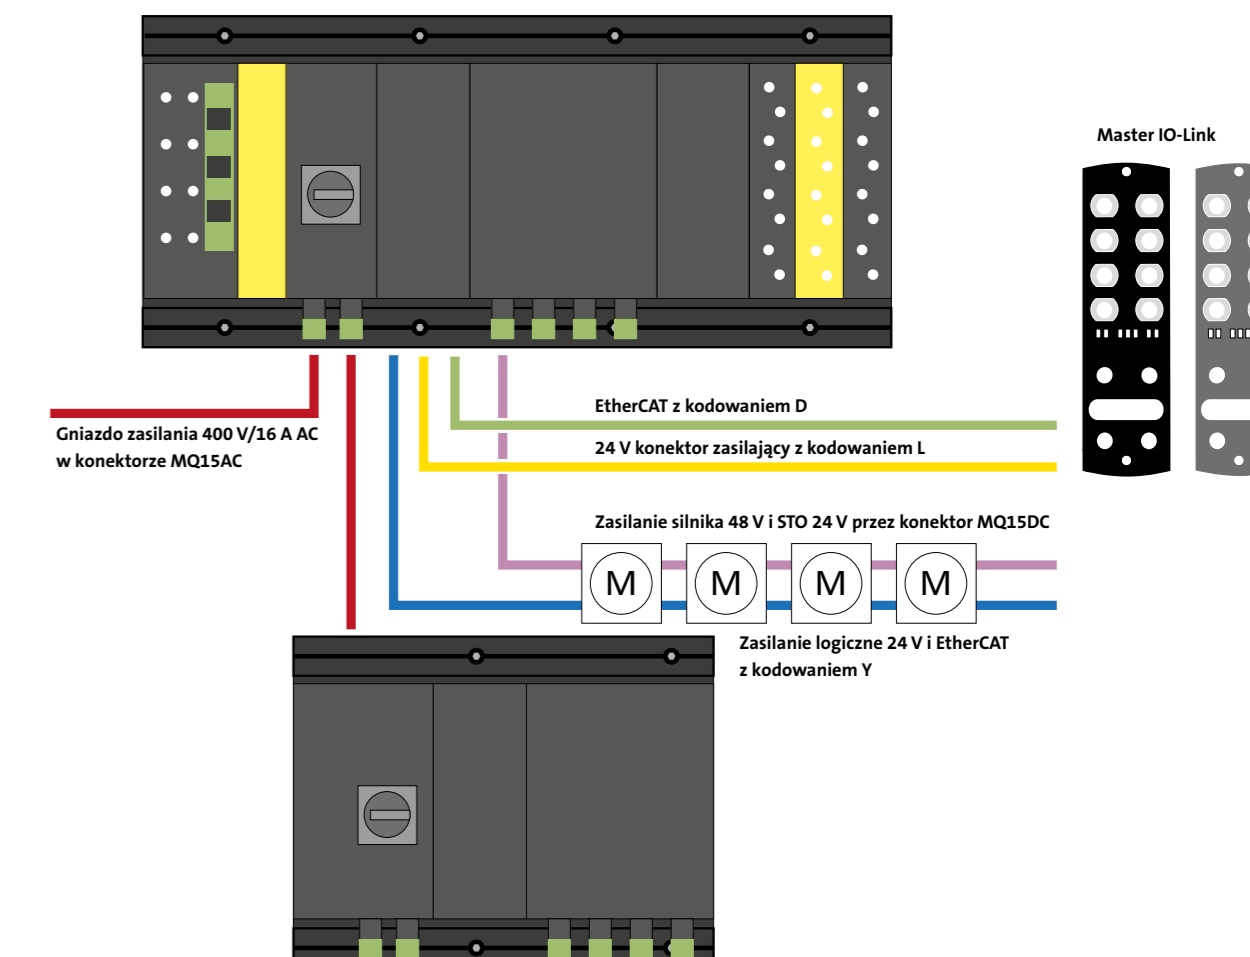 Master IO-Link
EtherCAT z kodowaniem D
Gniazdo zasilania 400 V/16 A AC
w konektorze MQ15AC
24 V konektor zasilający z kodowaniem L
Zasilanie silnika 48 V i STO 24 V przez konektor MQ15DC
M M M M
Zasilanie logiczne 24 V i EtherCAT
z kodowaniem Y